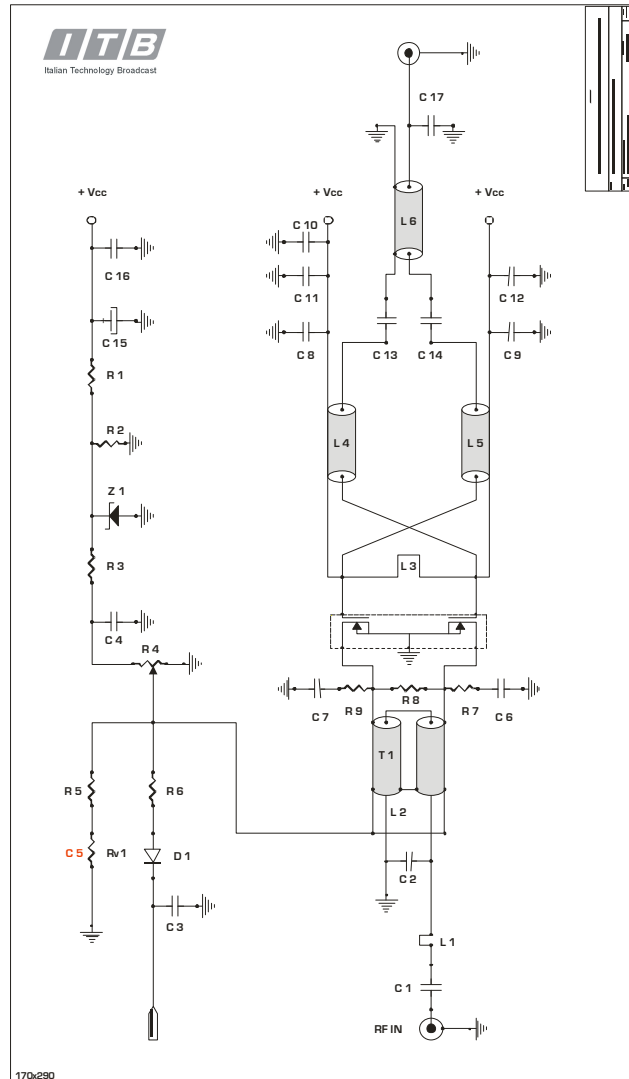 ITB
Italian Technology Broadcast
C 17
+ Vcc
+ Vcc
+ Vcc
C 10
L 6
C 16
C 11
C 12
C 15
C 8
C 13
C 14
C 9
R 1
R 2
L 4
L 5
Z 1
R 3
L 3
C 4
R 4
C 7
R 9
R 8
R 7
C 6
T 1
R 5
R 6
L 2
C 5
Rv1
D 1
C 2
C 3
L 1
C 1
RF IN
170x290